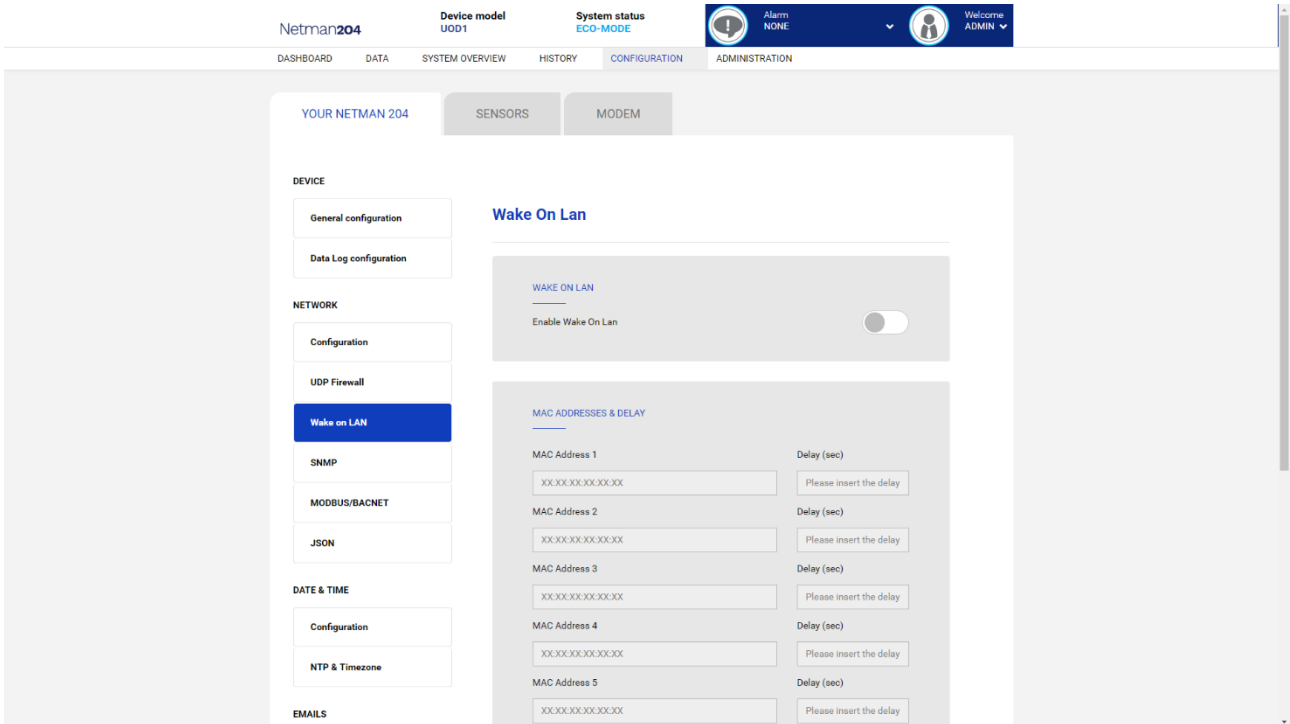 Netman204
Device model
UOD1
System status
ECO-MODE
Alarm
NONE
Welcome
ADMIN
DASHBOARD DATA SYSTEM OVERVIEW HISTORY CONFIGURATION ADMINISTRATION
YOUR NETMAN 204 SENSORS MODEM
DEVICE
General configuration
Data Log configuration
NETWORK
Configuration
UDP Firewall
Wake on LAN
SNMP
MODBUS/BACNET
JSON
DATE & TIME
Configuration
NTP & Timezone
EMAILS
Wake On Lan
WAKE ON LAN
Enable Wake On Lan
MAC ADDRESSES & DELAY
MAC Address 1 Delay (sec)
XX:XX:XX:XX:XX:XX Please insert the delay
MAC Address 2 Delay (sec)
XX:XX:XX:XX:XX:XX Please insert the delay
MAC Address 3 Delay (sec)
XX:XX:XX:XX:XX:XX Please insert the delay
MAC Address 4 Delay (sec)
XX:XX:XX:XX:XX:XX Please insert the delay
MAC Address 5 Delay (sec)
XX:XX:XX:XX:XX:XX Please insert the delay